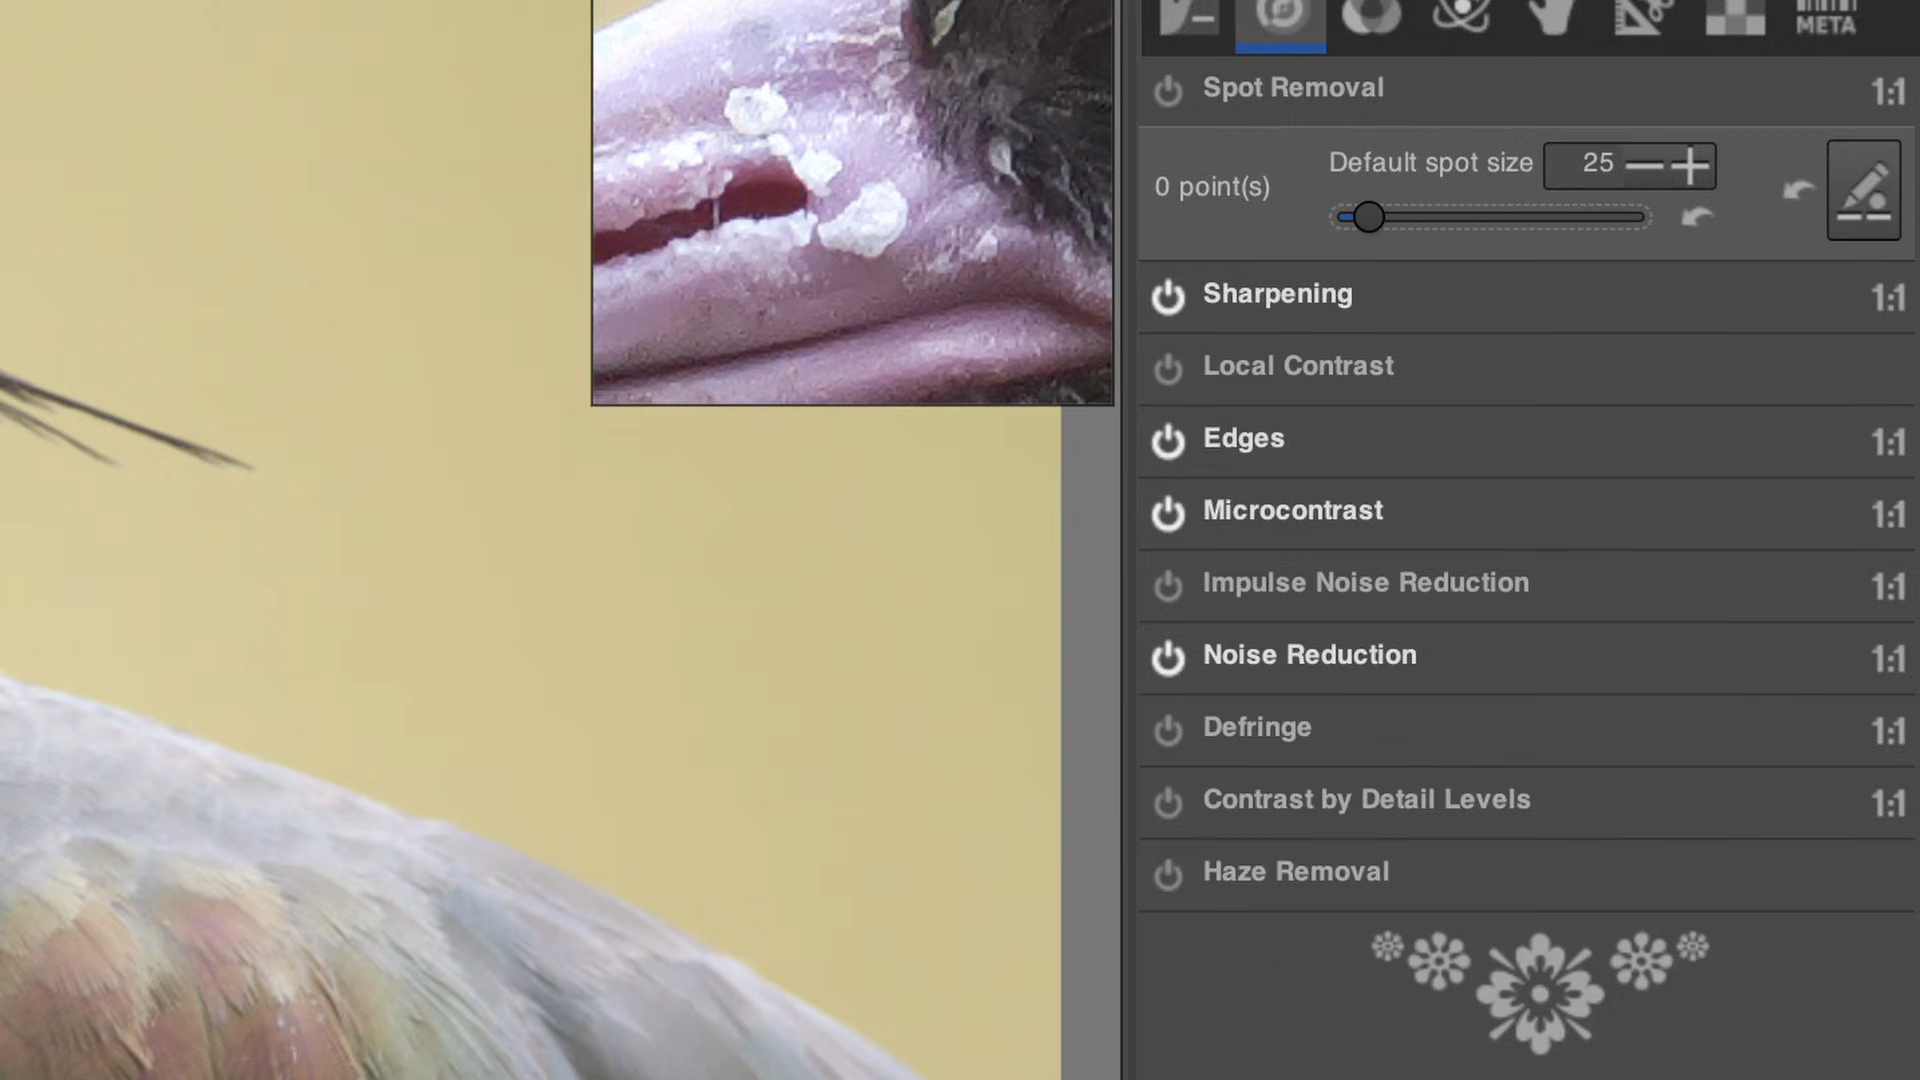 META
Spot Removal 1:1
Default spot size 25
0 point(s)
Sharpening 1:1
Local Contrast
Edges 1:1
Microcontrast 1:1
Impulse Noise Reduction 1:1
Noise Reduction 1:1
Defringe 1:1
Contrast by Detail Levels 1:1
Haze Removal